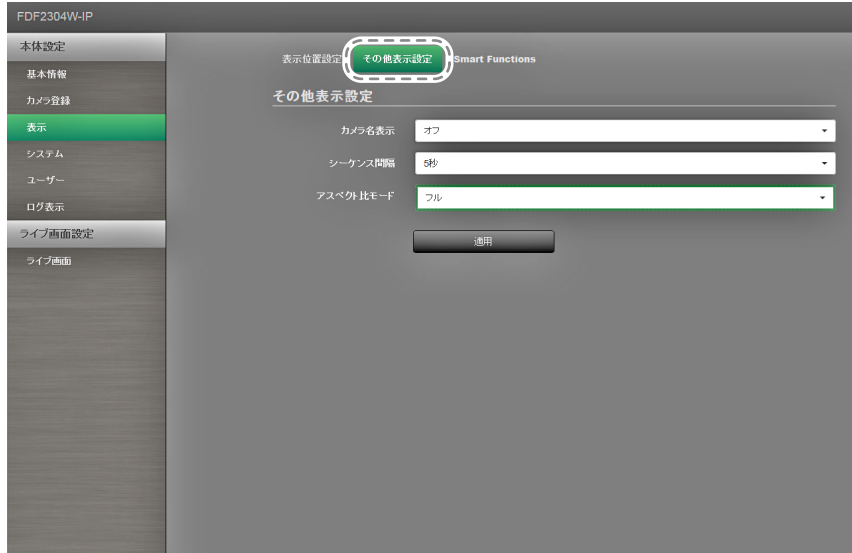 FDF2304W-IP
本体設定
基本情報
カメラ登録
表示
システム
ユーザー
ログ表示
ライブ画面設定
ライブ画面
表示位置設定 その他表示設定 Smart Functions
その他表示設定
カメラ名表示 オフ
シーケンス間隔 5秒
アスペクト比モード フル
適用